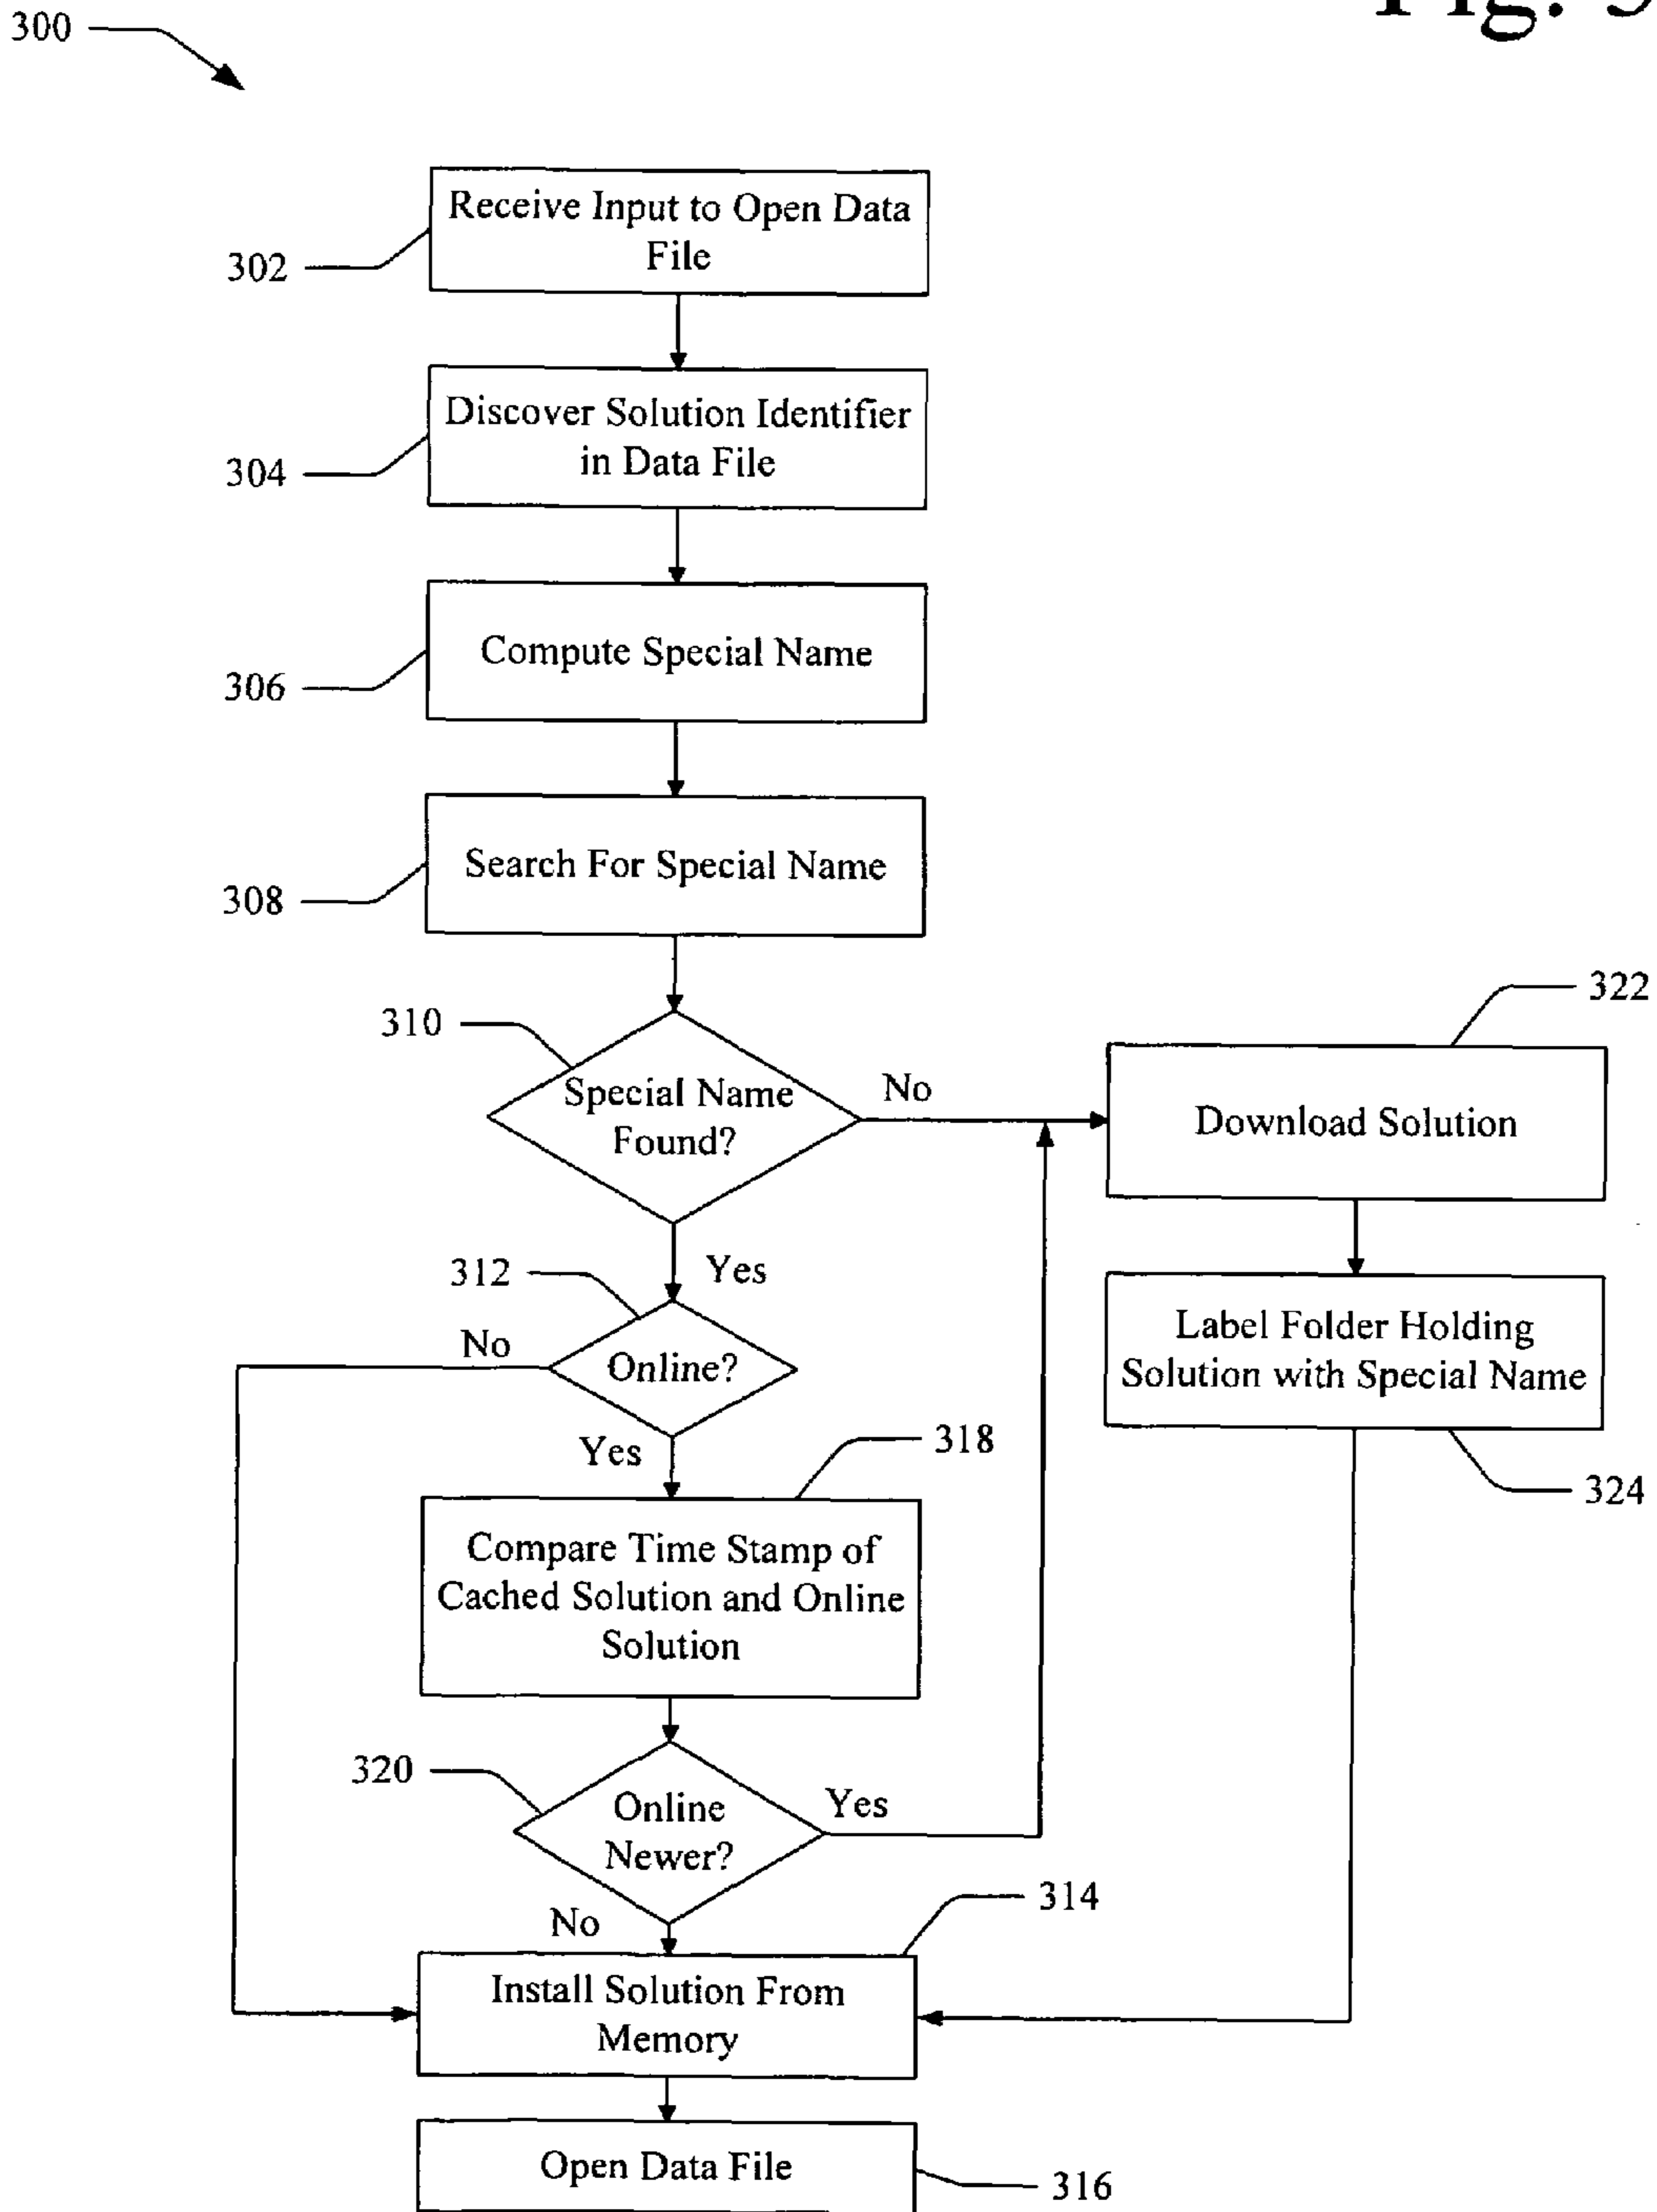 Fig.
300
Receive Input to Open Data
File
302
Discover Solution Identifier
in Data File
304
Compute Special Name
306
Search For Special Name
308
322
310
Special Name
Found?
No
Download Solution
Yes
312
No
Online?
Label Folder Holding
Solution with Special Name
Yes
318
324
Compare Time Stamp of
Cached Solution and Online
Solution
320
Online
Newer?
Yes
314
No
Install Solution From
Memory
Open Data File
316